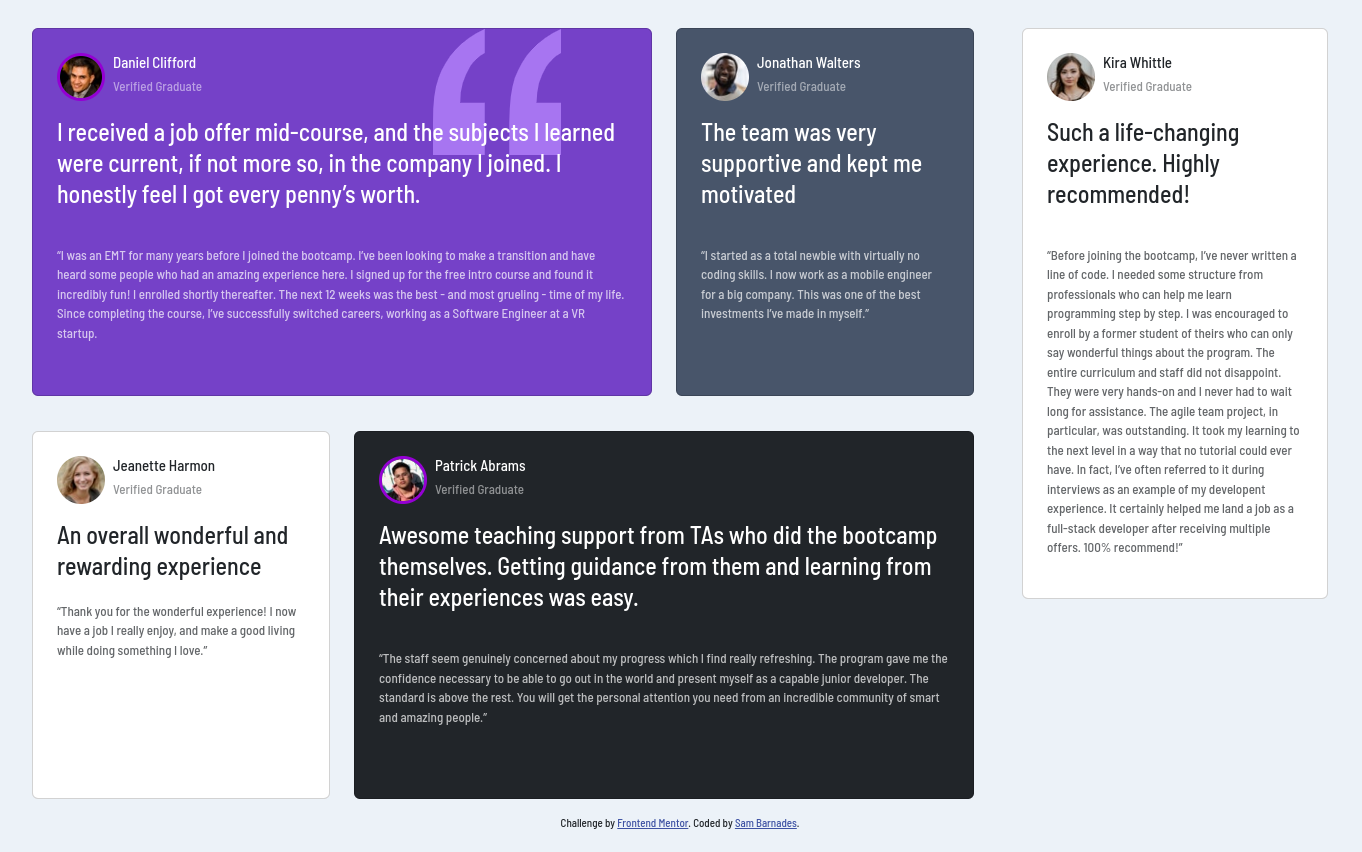 Daniel Clifford
Verified Graduate
I received a job offer mid-course, and the subjects I learned
were current, if not more so, in the company I joined. I
honestly feel I got every penny’s worth.
“I was an EMT for many years before I joined the bootcamp. I’ve been looking to make a transition and have
heard some people who had an amazing experience here. I signed up for the free intro course and found it
incredibly fun! I enrolled shortly thereafter. The next 12 weeks was the best - and most grueling - time of my life.
Since completing the course, I’ve successfully switched careers, working as a Software Engineer at a VR
startup.
Jonathan Walters
Verified Graduate
The team was very
supportive and kept me
motivated
“I started as a total newbie with virtually no
coding skills. I now work as a mobile engineer
for a big company. This was one of the best
investments I’ve made in myself.”
Kira Whittle
Verified Graduate
Such a life-changing
experience. Highly
recommended!
“Before joining the bootcamp, I’ve never written a
line of code. I needed some structure from
professionals who can help me learn
programming step by step. I was encouraged to
enroll by a former student of theirs who can only
say wonderful things about the program. The
entire curriculum and staff did not disappoint.
They were very hands-on and I never had to wait
long for assistance. The agile team project, in
particular, was outstanding. It took my learning to
the next level in a way that no tutorial could ever
have. In fact, I’ve often referred to it during
interviews as an example of my developent
experience. It certainly helped me land a job as a
full-stack developer after receiving multiple
offers. 100% recommend!”
Jeanette Harmon
Verified Graduate
An overall wonderful and
rewarding experience
“Thank you for the wonderful experience! I now
have a job I really enjoy, and make a good living
while doing something I love.”
Patrick Abrams
Verified Graduate
Awesome teaching support from TAs who did the bootcamp
themselves. Getting guidance from them and learning from
their experiences was easy.
“The staff seem genuinely concerned about my progress which I find really refreshing. The program gave me the
confidence necessary to be able to go out in the world and present myself as a capable junior developer. The
standard is above the rest. You will get the personal attention you need from an incredible community of smart
and amazing people.”
Challenge by Frontend Mentor. Coded by Sam Barnades.